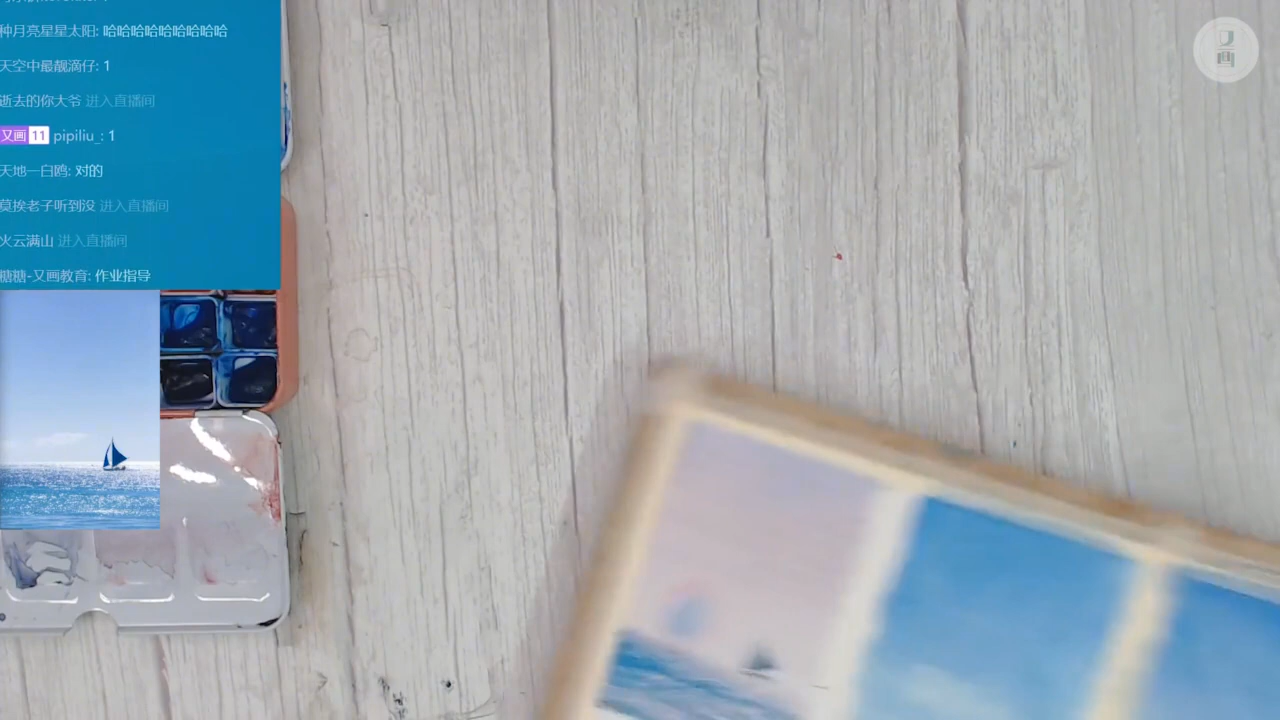 种月亮星星太阳: 哈哈哈哈哈哈哈哈哈
天空中最靓滴仔: 1
逝去的你大爷 进入直播间
又画 11 pipiliu_: 1
天地一白鸥: 对的
莫挨老子听到没 进入直播间
火云满山 进入直播间
糖糖-又画教育: 作业指导
又画